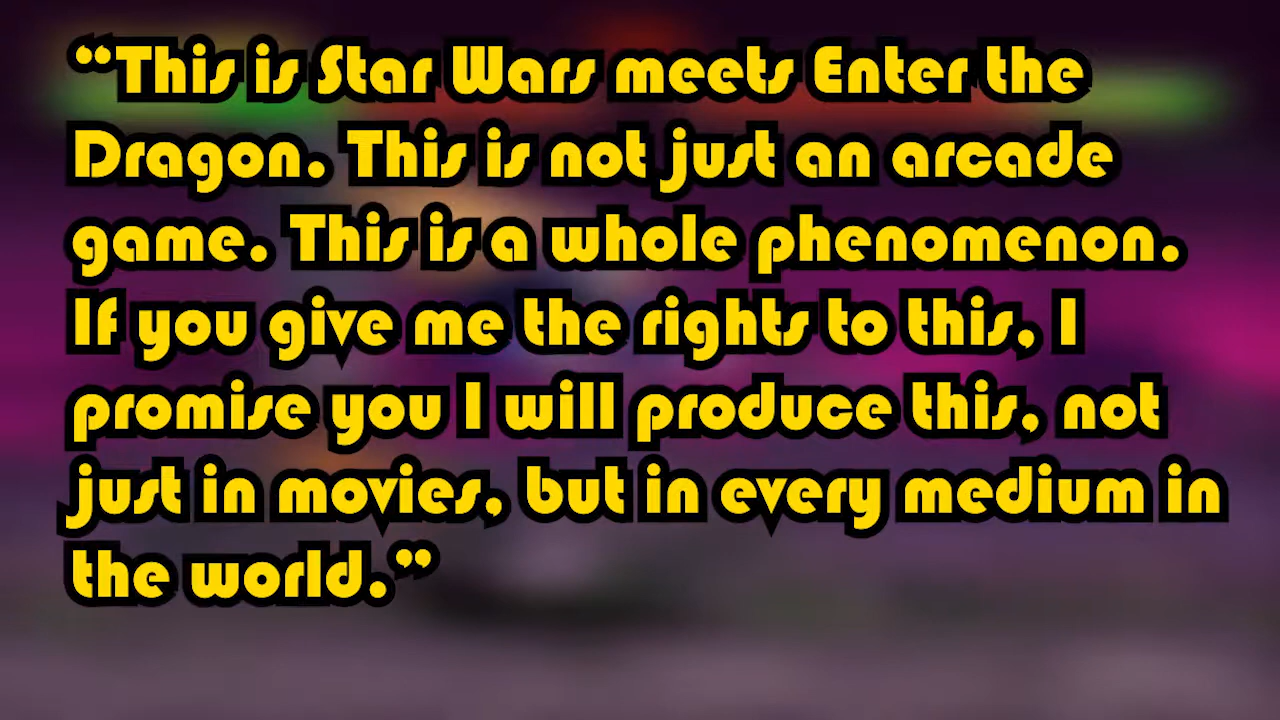 “This is Star Wars meets Enter the
Dragon. This is not just an arcade
game. This is a whole phenomenon.
If you give me the rights to this, I
promise you I will produce this, not
just in movies, but in every medium in
the world.”